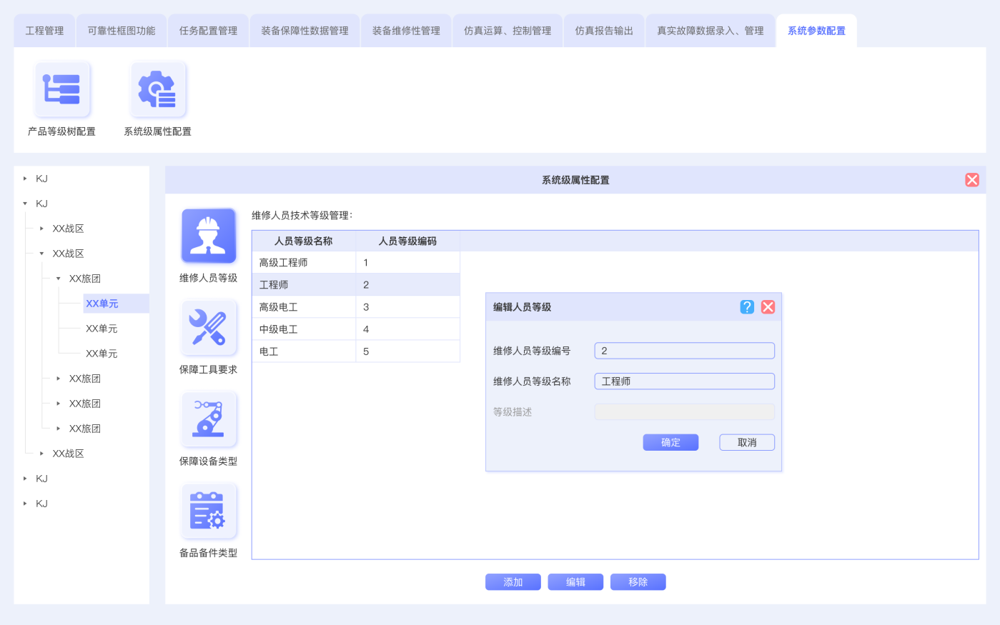 工程管理
可靠性框图功能
任务配置管理
装备保障性数据管理
装备维修性管理
仿真运算、控制管理
仿真报告输出
真实故障数据录入、管理
系统参数配置
产品等级树配置
系统级属性配置
KJ
KJ
XX战区
XX战区
XX旅团
XX单元
XX单元
XX单元
XX旅团
XX旅团
XX旅团
XX战区
KJ
KJ
系统级属性配置
维修人员等级
保障工具要求
保障设备类型
备品备件类型
维修人员技术等级管理:
人员等级名称 人员等级编码
高级工程师 1
工程师 2
高级电工 3
中级电工 4
电工 5
编辑人员等级 ?
维修人员等级编号 2
维修人员等级名称 工程师
等级描述
确定 取消
添加 编辑 移除